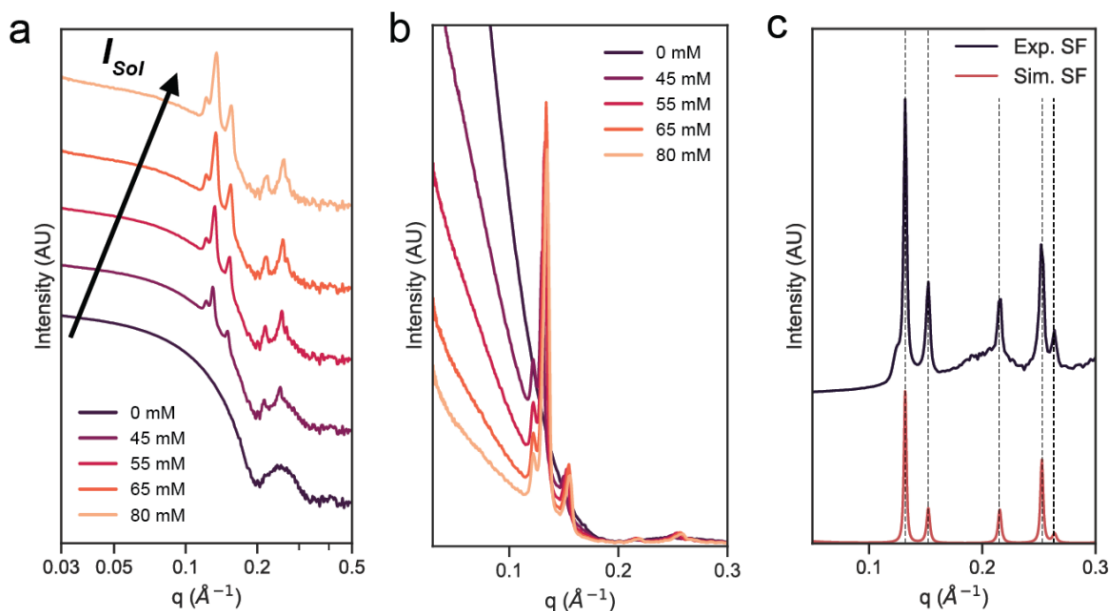 a
I_Sol
Intensity (AU)
0 mM
45 mM
55 mM
65 mM
80 mM
0.03
0.05
0.1
0.2
0.5
q (Å⁻¹)
b
0 mM
45 mM
55 mM
65 mM
80 mM
Intensity (AU)
0.1
0.2
0.3
q (Å⁻¹)
c
Exp. SF
Sim. SF
Intensity (AU)
0.1
0.2
0.3
q (Å⁻¹)